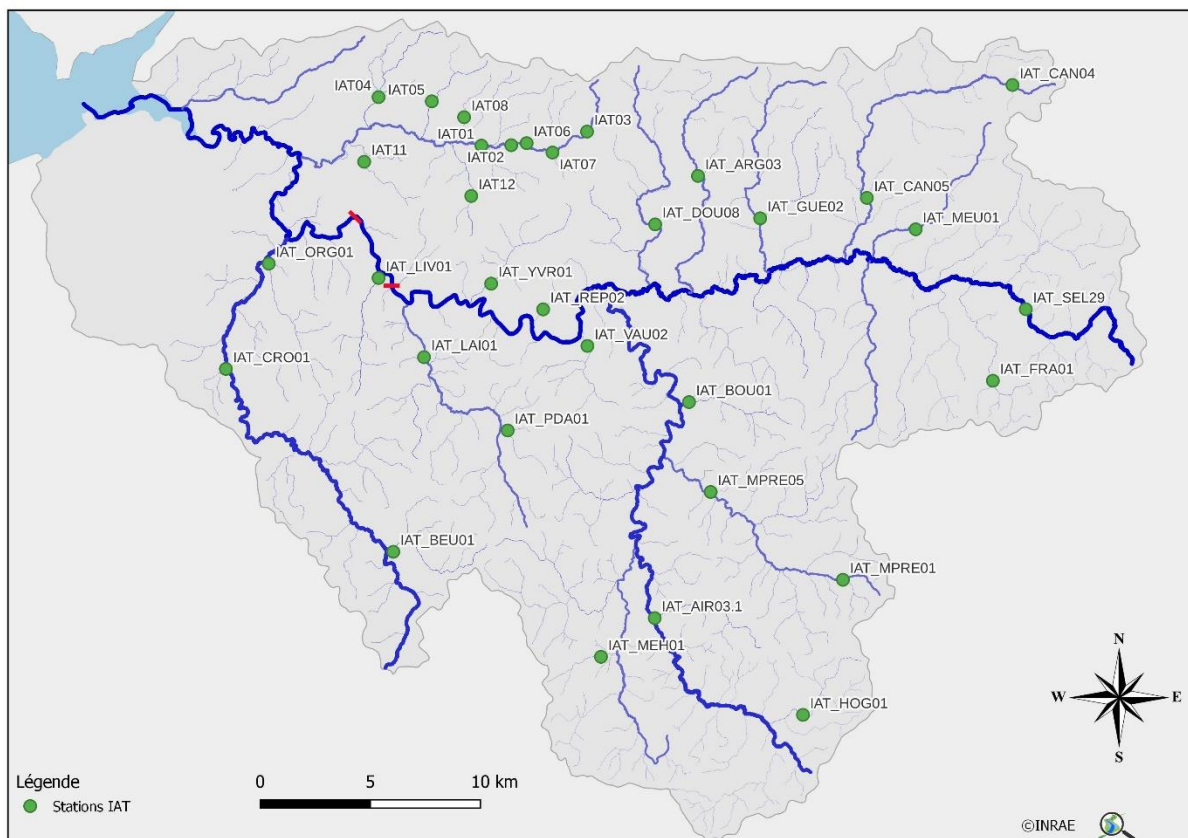 IAT_CAN04
IAT04
IAT05
IAT08
IAT01
IAT02
IAT06
IAT03
IAT07
IAT11
IAT12
IAT_ARG03
IAT_CAN05
IAT_DOU08
IAT_GUE02
IAT_MEU01
IAT_ORG01
IAT_LIV01
IAT_YVR01
IAT_REP02
IAT_SEL29
IAT_VAU02
IAT_LAI01
IAT_CRO01
IAT_FRA01
IAT_BOU01
IAT_PDA01
IAT_MPRE05
IAT_BEU01
IAT_MPRE01
IAT_AIR03.1
IAT_MEH01
IAT_HOG01
N
W
E
S
Légende
Stations IAT
0
5
10 km
©INRAE